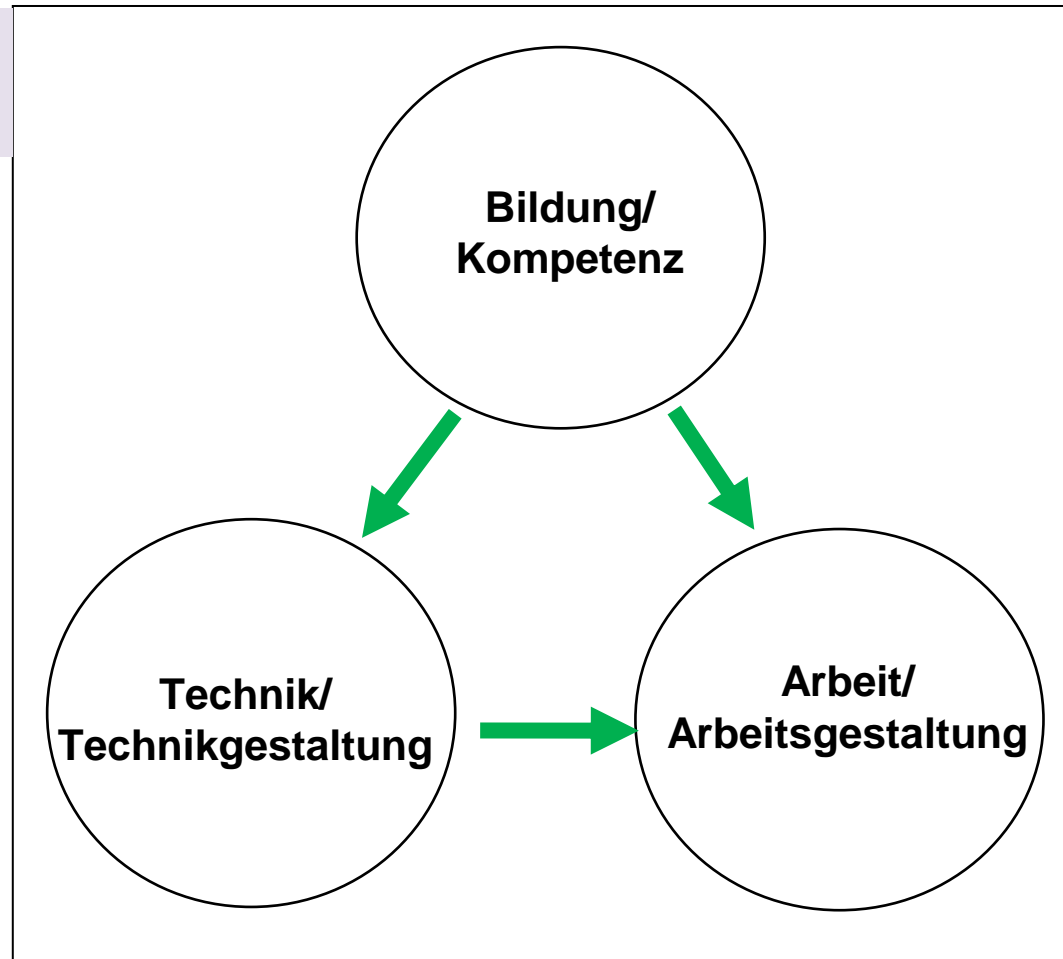 Bildung/
Kompetenz
Technik/
Technikgestaltung
Arbeit/
Arbeitsgestaltung